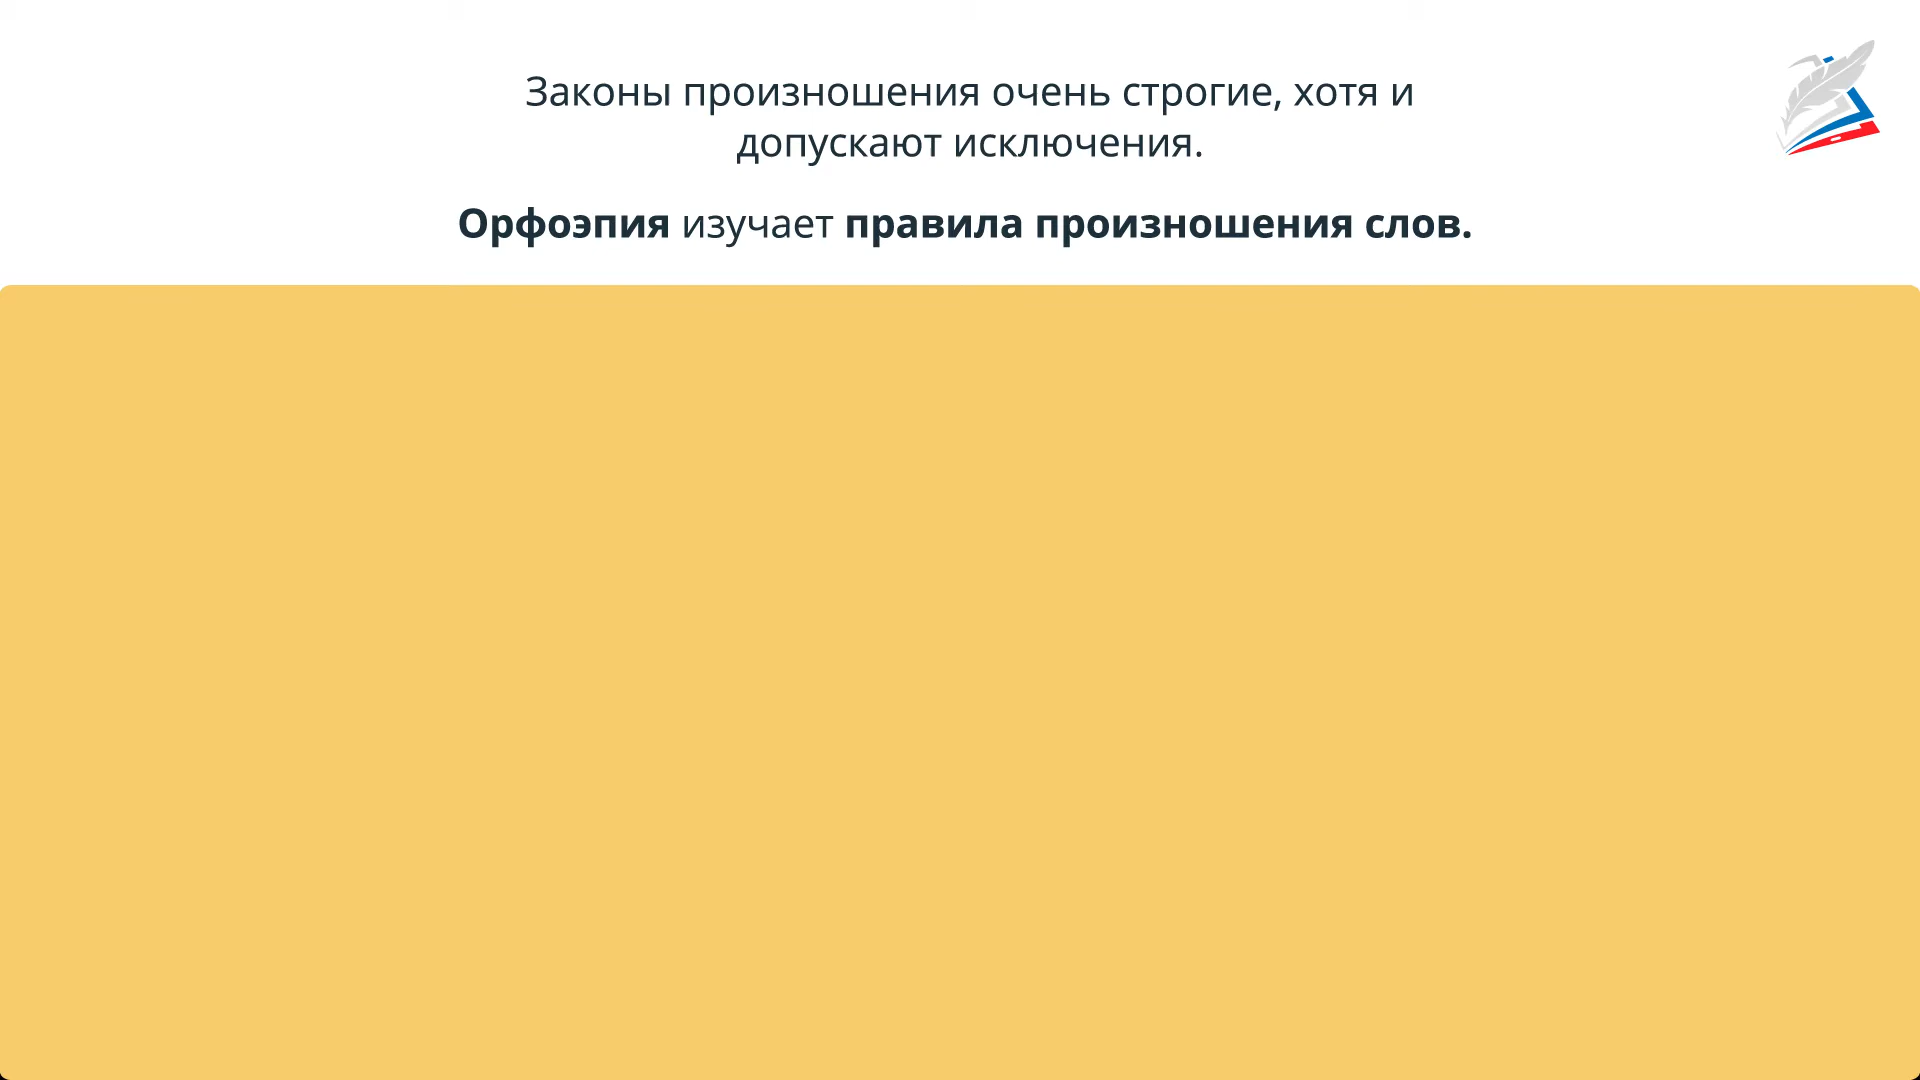 Законы произношения очень строгие, хотя и
допускают исключения.
Орфоэпия изучает правила произношения слов.